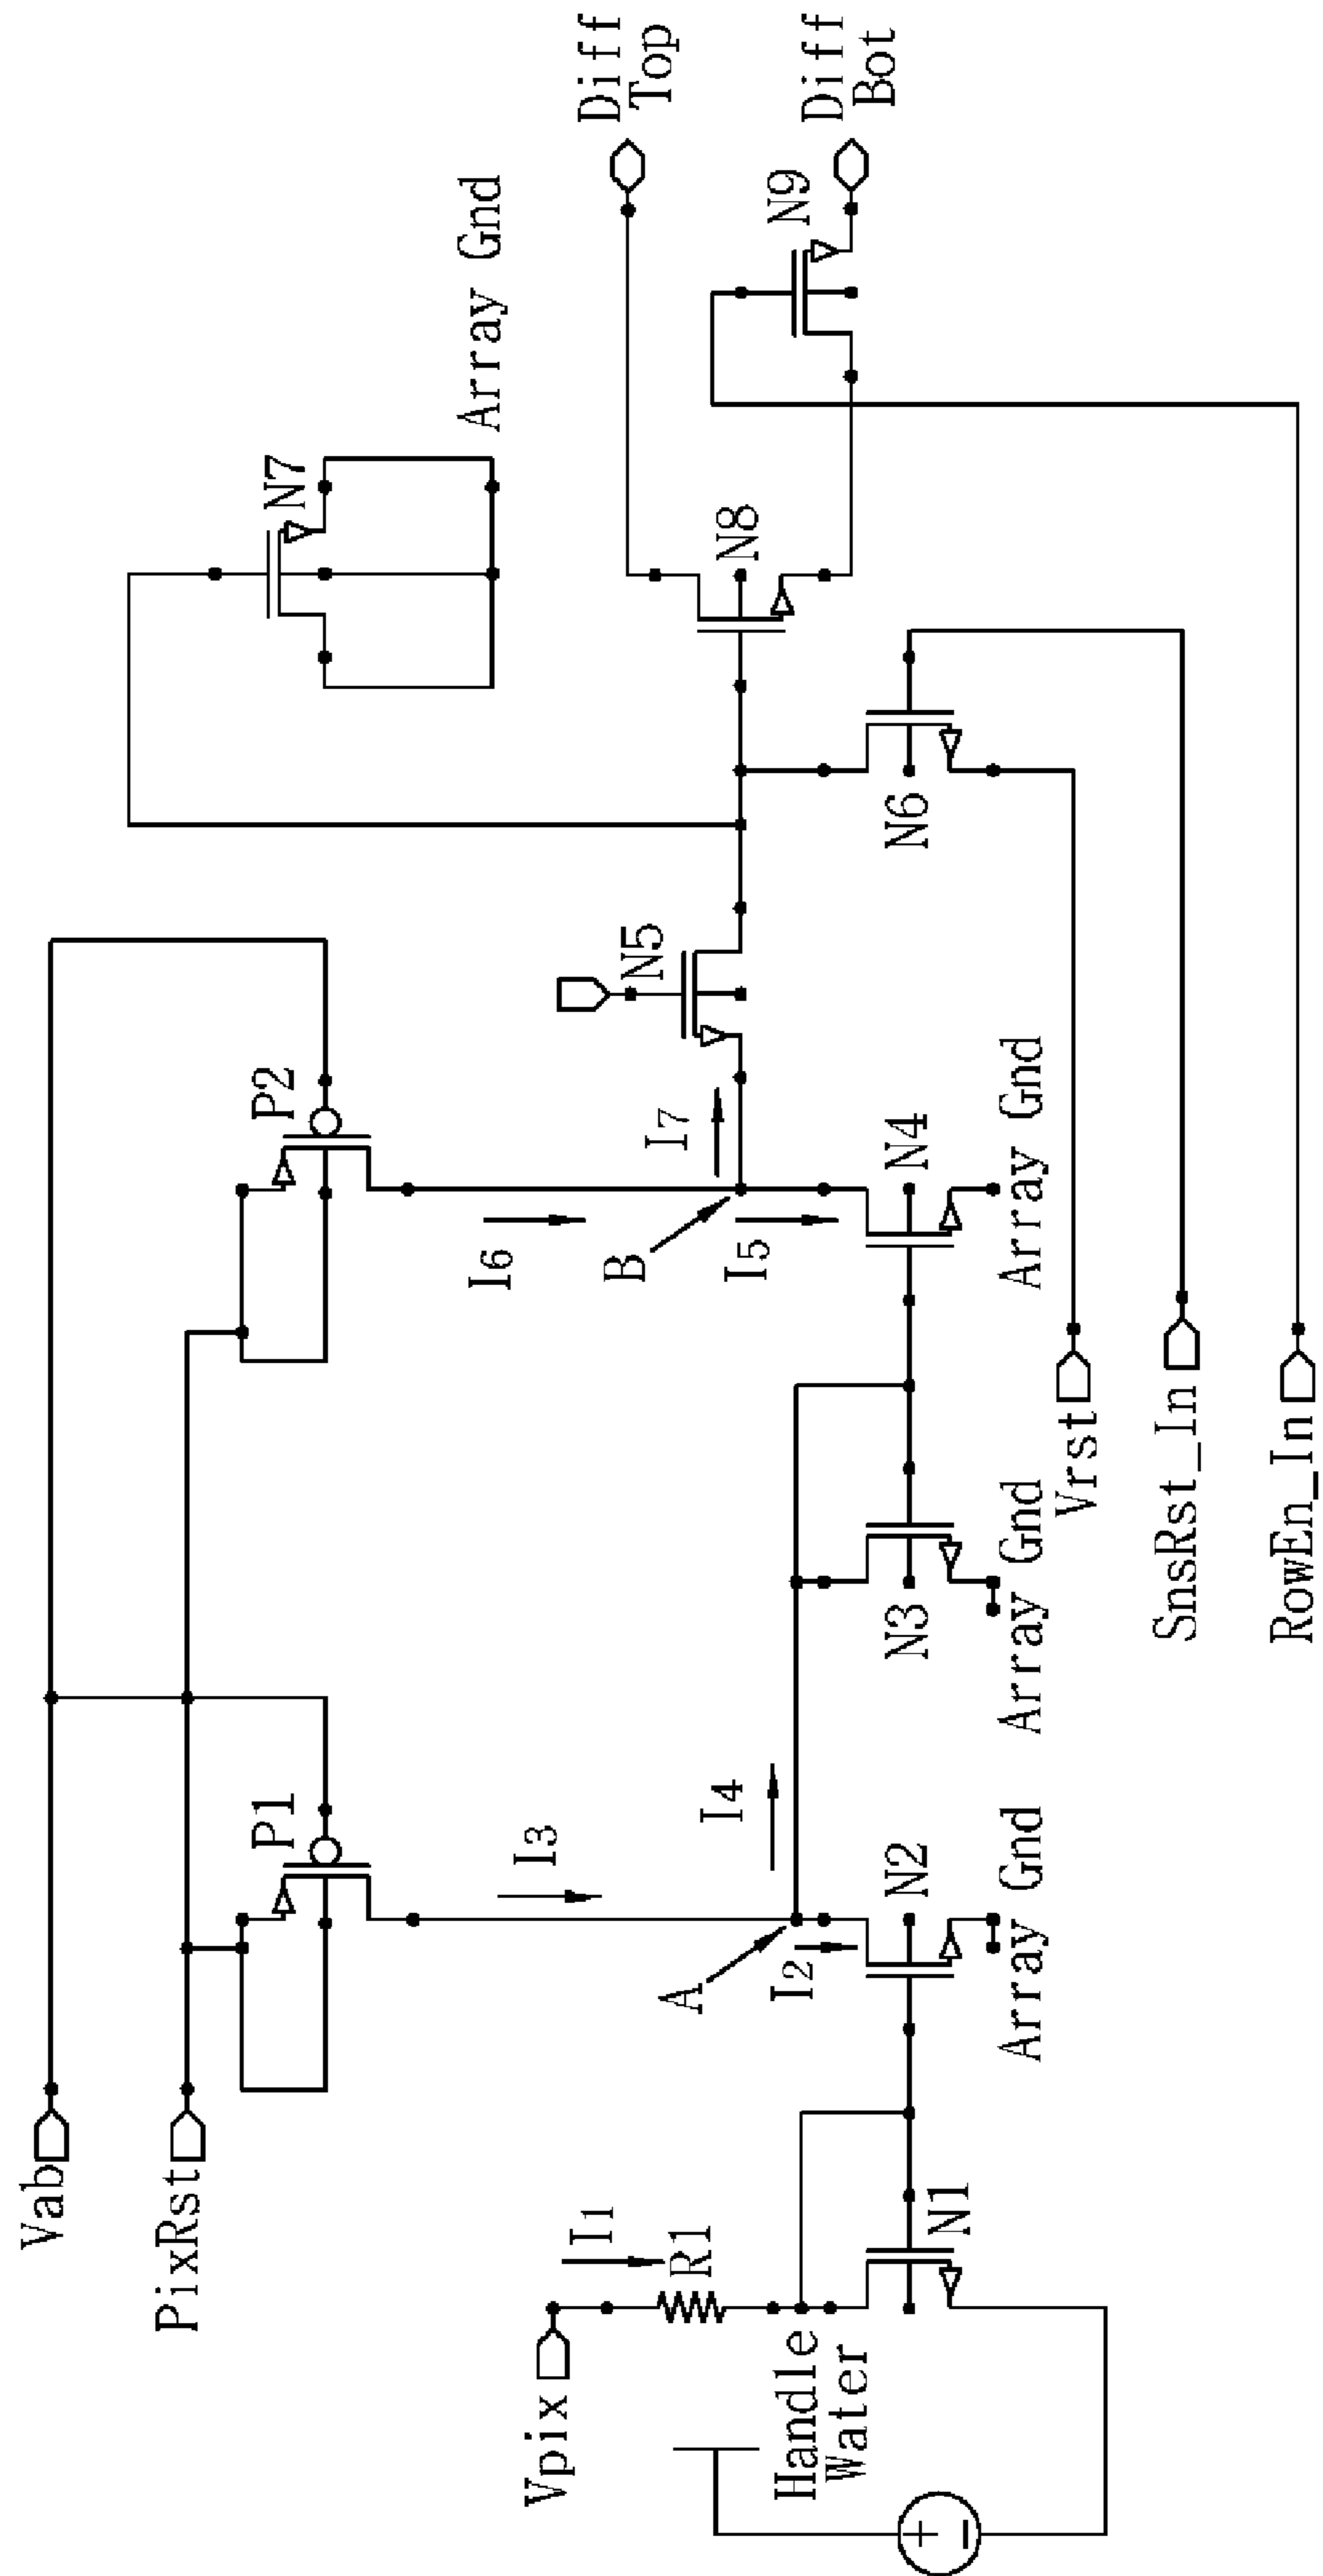 Vab
PixRst
Vpix
I1
R1
Handle
Water
N1
P1
I3
A
I2
I4
N2
Array Gnd
N3
Array Gnd
P2
I6
B
I5
I7
N4
Array Gnd
N5
N6
Vrst
SnsRst_In
RowEn_In
N7
Array Gnd
N8
N9
Diff
Top
Diff
Bot